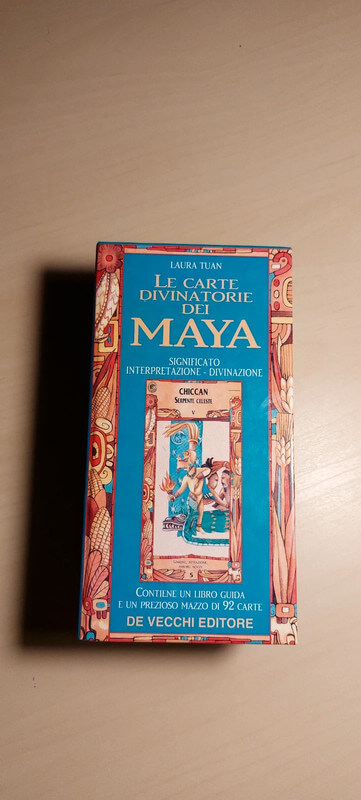 LAURA TUAN
LE CARTE
DIVINATORIE
DEI
MAYA
SIGNIFICATO
INTERPRETAZIONE - DIVINAZIONE
CHICCAN
SERPENTE CELESTE
V
5
CONTIENE UN LIBRO GUIDA
E UN PREZIOSO MAZZO DI 92 CARTE
DE VECCHI EDITORE